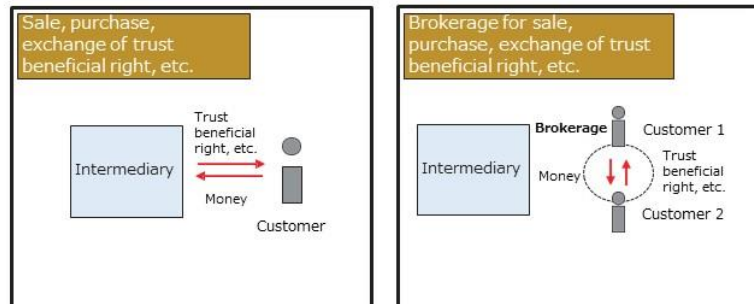 Sale, purchase,
exchange of trust
beneficial right, etc.
Trust
beneficial
right, etc.
Intermediary
Money
Customer
Brokerage for sale,
purchase, exchange of trust
beneficial right, etc.
Brokerage
Customer 1
Intermediary
Money
Trust
beneficial
right, etc.
Customer 2